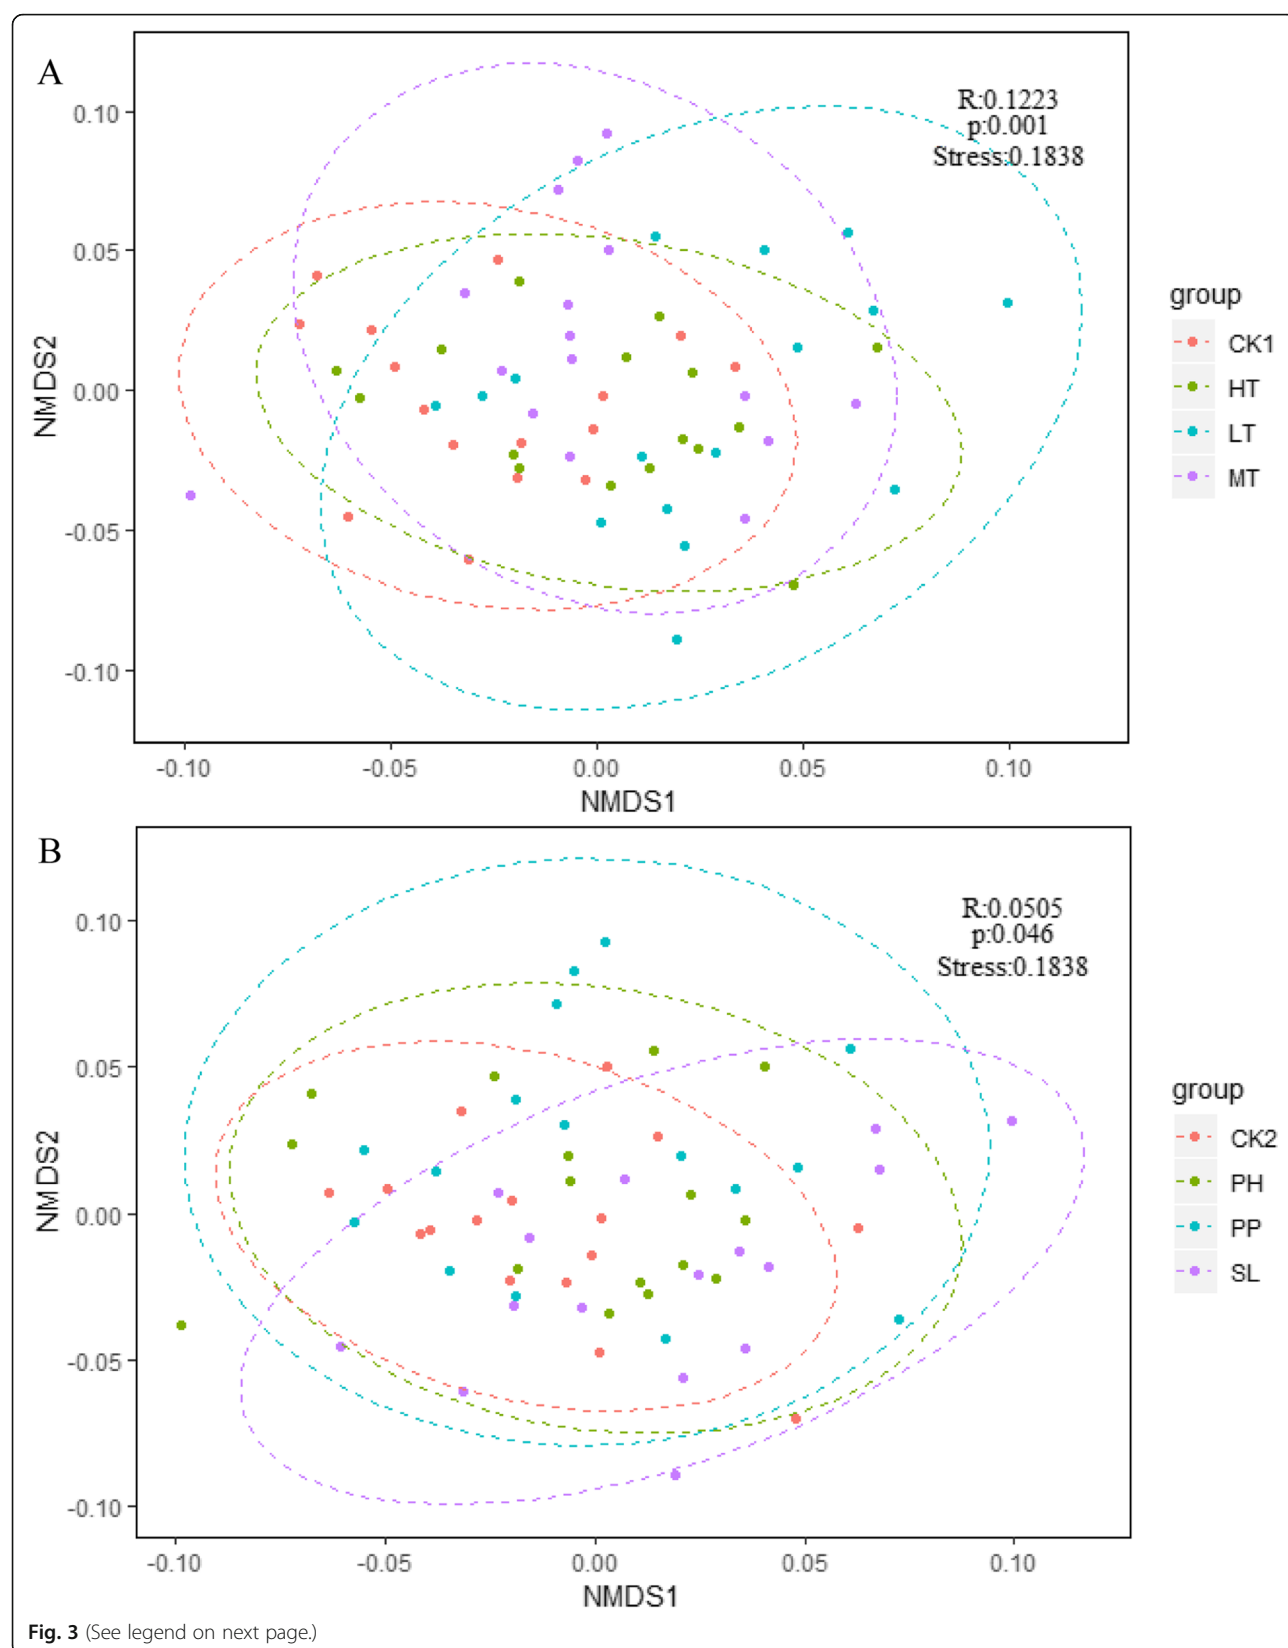 A
R:0.1223
p:0.001
Stress:0.1838
0.10
0.05
0.00
-0.05
-0.10
NMDS2
-0.10 -0.05 0.00 0.05 0.10
NMDS1
group
CK1
HT
LT
MT
B
R:0.0505
p:0.046
Stress:0.1838
0.10
0.05
0.00
-0.05
-0.10
NMDS2
-0.10 -0.05 0.00 0.05 0.10
NMDS1
group
CK2
PH
PP
SL
Fig. 3 (See legend on next page.)